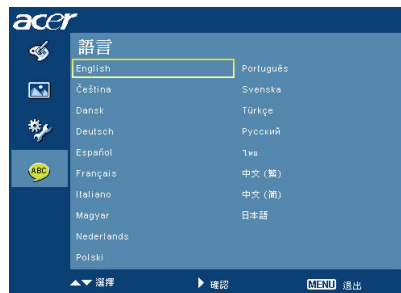 acer
語言
English
Čeština
Dansk
Deutsch
Español
Français
Italiano
Magyar
Nederlands
Polski
Português
Svenska
Türkçe
Русский
ไทย
中文 (繁)
中文 (简)
日本語
ABC
▲▼ 選擇
▶ 確認
MENU 退出